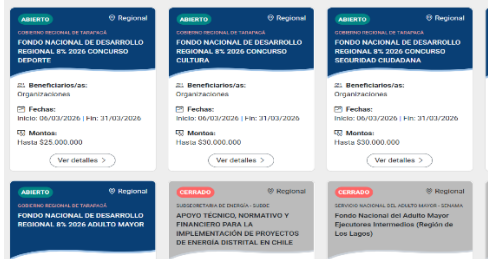 ABIERTO Regional
GOBIERNO REGIONAL DE TARAPACÁ
FONDO NACIONAL DE DESARROLLO
REGIONAL 8% 2026 CONCURSO
DEPORTE
Beneficiarios/as:
Organizaciones
Fechas:
Inicio: 06/03/2026 | Fin: 31/03/2026
Montos:
Hasta $25.000.000
Ver detalles >
ABIERTO Regional
GOBIERNO REGIONAL DE TARAPACÁ
FONDO NACIONAL DE DESARROLLO
REGIONAL 8% 2026 CONCURSO
CULTURA
Beneficiarios/as:
Organizaciones
Fechas:
Inicio: 06/03/2026 | Fin: 31/03/2026
Montos:
Hasta $30.000.000
Ver detalles >
ABIERTO Regional
GOBIERNO REGIONAL DE TARAPACÁ
FONDO NACIONAL DE DESARROLLO
REGIONAL 8% 2026 CONCURSO
SEGURIDAD CIUDADANA
Beneficiarios/as:
Organizaciones
Fechas:
Inicio: 06/03/2026 | Fin: 31/03/2026
Montos:
Hasta $30.000.000
Ver detalles >
ABIERTO Regional
GOBIERNO REGIONAL DE TARAPACÁ
FONDO NACIONAL DE DESARROLLO
REGIONAL 8% 2026 ADULTO MAYOR
CERRADO Regional
SUBSECRETARIA DE ENERGÍA - SUBDE
APOYO TÉCNICO, NORMATIVO Y
FINANCIERO PARA LA
IMPLEMENTACIÓN DE PROYECTOS
DE ENERGÍA DISTRITAL EN CHILE
CERRADO Regional
SERVICIO NACIONAL DEL ADULTO MAYOR - SENAMA
Fondo Nacional del Adulto Mayor
Ejecutores Intermedios (Región de
Los Lagos)